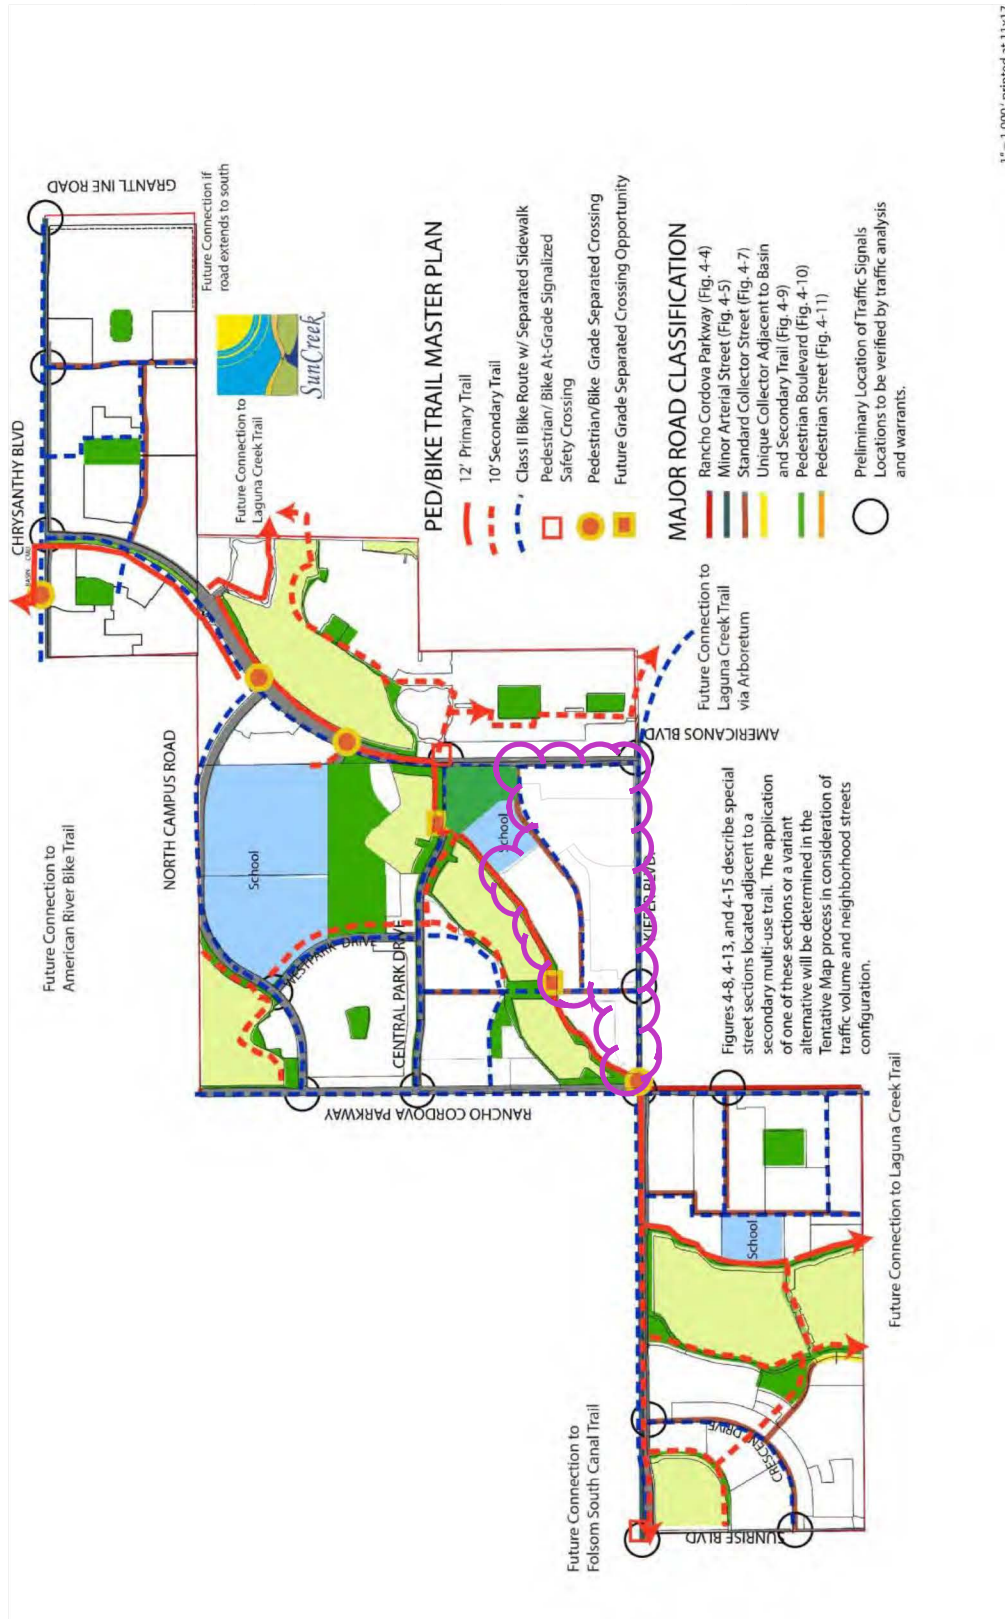 CHRYSANTHY BLVD
BASIN
GRANTLINE ROAD
Future Connection if
road extends to south
SunCreek
Future Connection to
Laguna Creek Trail
PED/BIKE TRAIL MASTER PLAN
12' Primary Trail
10' Secondary Trail
Class II Bike Route w/ Separated Sidewalk
Pedestrian/ Bike At-Grade Signalized
Safety Crossing
Pedestrian/Bike Grade Separated Crossing
Future Grade Separated Crossing Opportunity
MAJOR ROAD CLASSIFICATION
Rancho Cordova Parkway (Fig. 4-4)
Minor Arterial Street (Fig. 4-5)
Standard Collector Street (Fig. 4-7)
Unique Collector Adjacent to Basin
and Secondary Trail (Fig. 4-9)
Pedestrian Boulevard (Fig. 4-10)
Pedestrian Street (Fig. 4-11)
Preliminary Location of Traffic Signals
Locations to be verified by traffic analysis
and warrants.
Future Connection to
American River Bike Trail
NORTH CAMPUS ROAD
School
WESTPARK DRIVE
CENTRAL PARK DRIVE
School
KIEFER BLVD
AMERICANOS BLVD
Future Connection to
Laguna Creek Trail
via Arboretum
RANCHO CORDOVA PARKWAY
Figures 4-8, 4-13, and 4-15 describe special
street sections located adjacent to a
secondary multi-use trail. The application
of one of these sections or a variant
alternative will be determined in the
Tentative Map process in consideration of
traffic volume and neighborhood streets
configuration.
School
Future Connection to Laguna Creek Trail
CRESCENT DRIVE
SUNRISE BLVD
Future Connection to
Folsom South Canal Trail